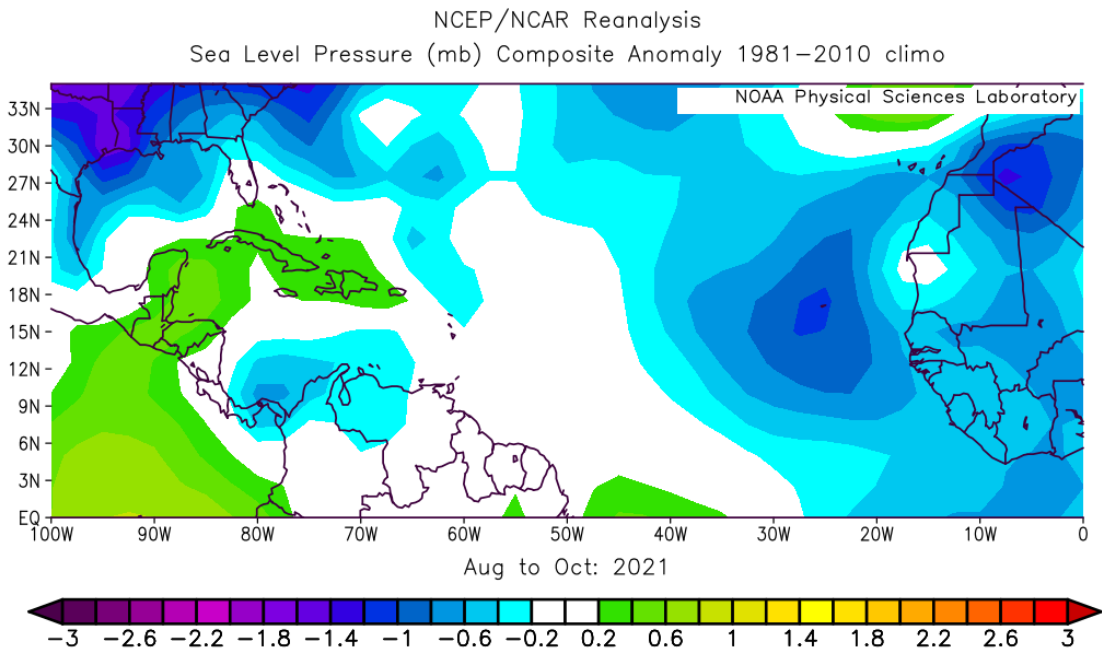 NCEP/NCAR Reanalysis
Sea Level Pressure (mb) Composite Anomaly 1981-2010 climo
NOAA Physical Sciences Laboratory
33N
30N
27N
24N
21N
18N
15N
12N
9N
6N
3N
EQ
100W 90W 80W 70W 60W 50W 40W 30W 20W 10W 0
Aug to Oct: 2021
-3 -2.6 -2.2 -1.8 -1.4 -1 -0.6 -0.2 0.2 0.6 1 1.4 1.8 2.2 2.6 3